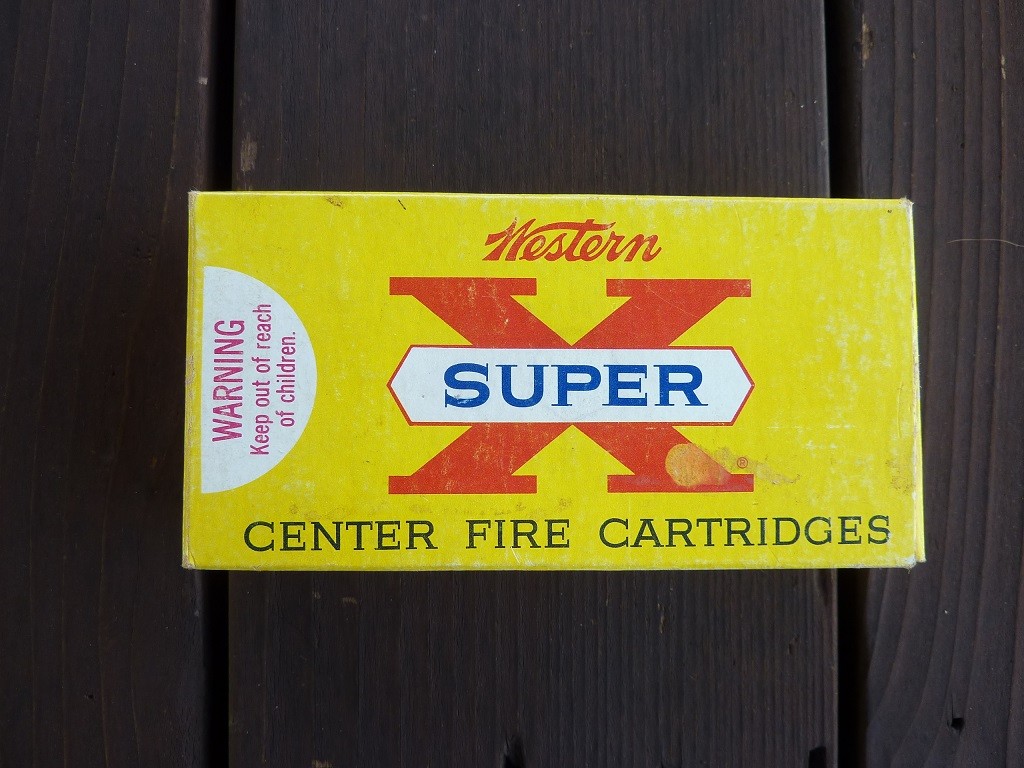 Western
X
SUPER
®
CENTER FIRE CARTRIDGES
WARNING
Keep out of reach
of children.